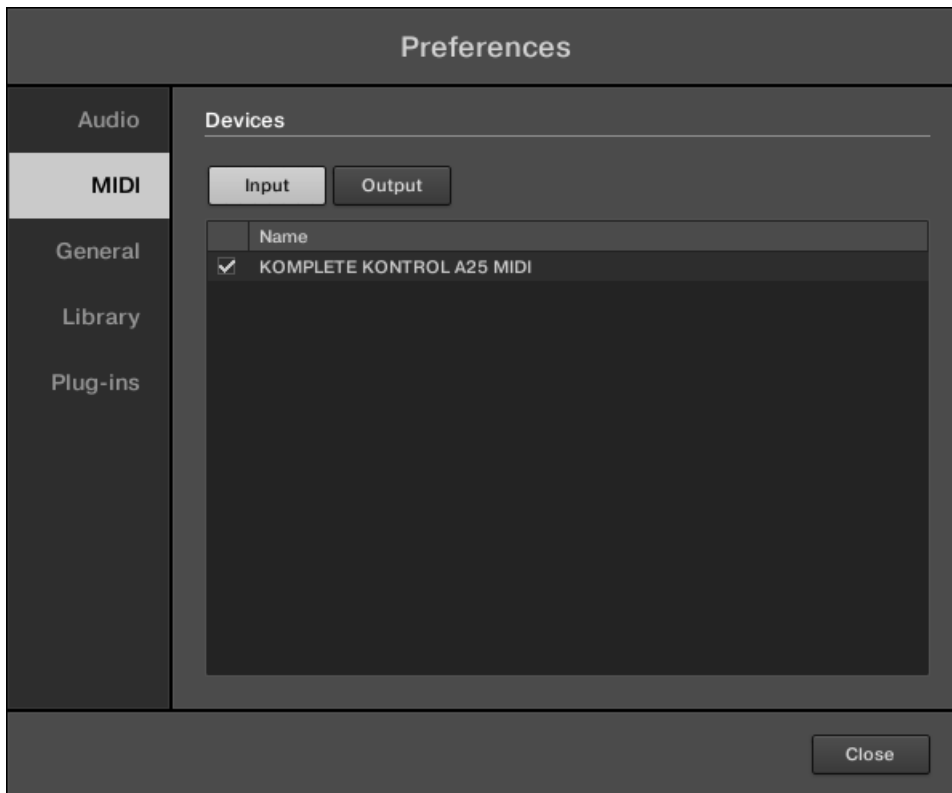 Preferences
Audio
MIDI
General
Library
Plug-ins
Devices
Input Output
Name
KOMPLETE KONTROL A25 MIDI
Close